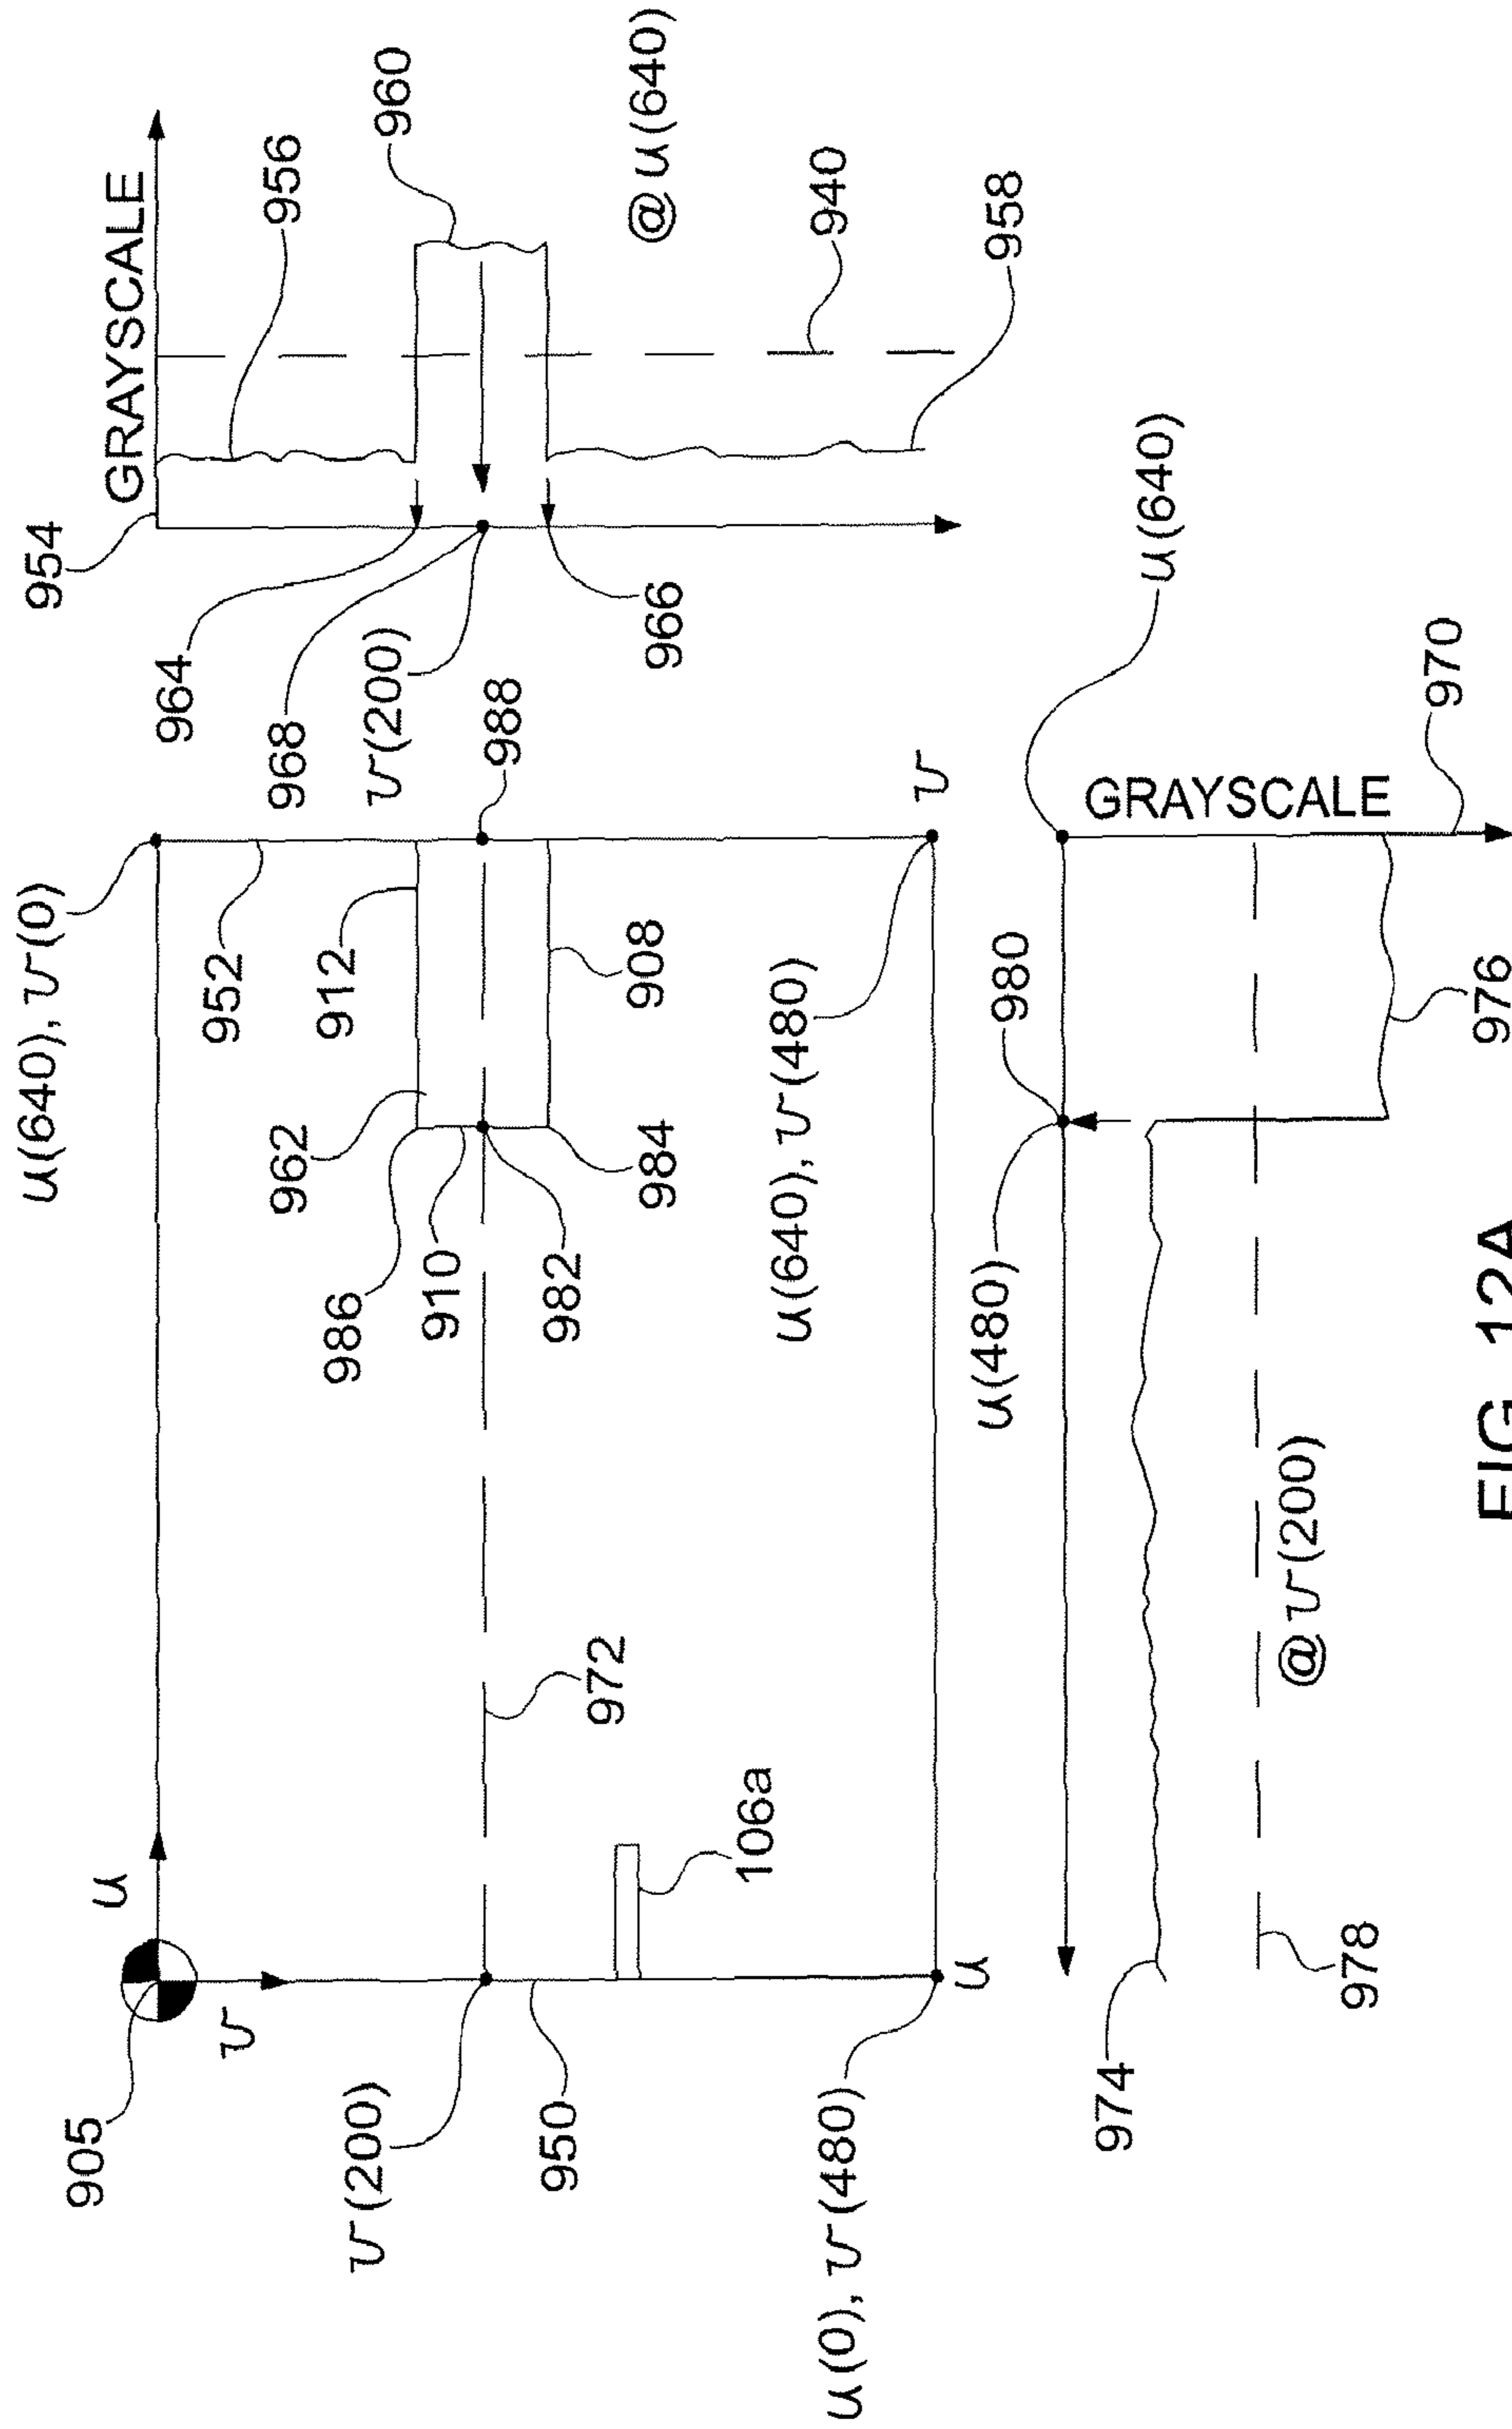 u(640), v(0)
954
GRAYSCALE
956
960
@ u(640)
940
958
964
968
v(200)
966
905
u
v
952
912
962
986
910
982
984
908
988
v
v(200)
950
972
106a
u(640), v(480)
u(0), v(480)
u
u(480)
980
u(640)
GRAYSCALE
970
974
978
@ v(200)
976
FIG 12A